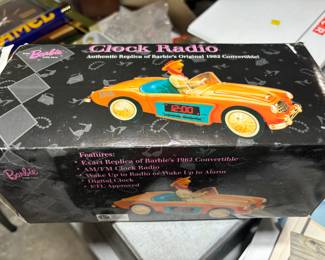 CAMEL
Barbie
Clock Radio
Authentic Replica of Barbie's Original 1962 Convertible!
12:00
Barbie
Features:
• Exact Replica of Barbie's 1962 Convertible
• AM/FM Clock Radio
• Wake Up to Radio or Wake Up to Alarm
• Digital Clock
• ETL Approved